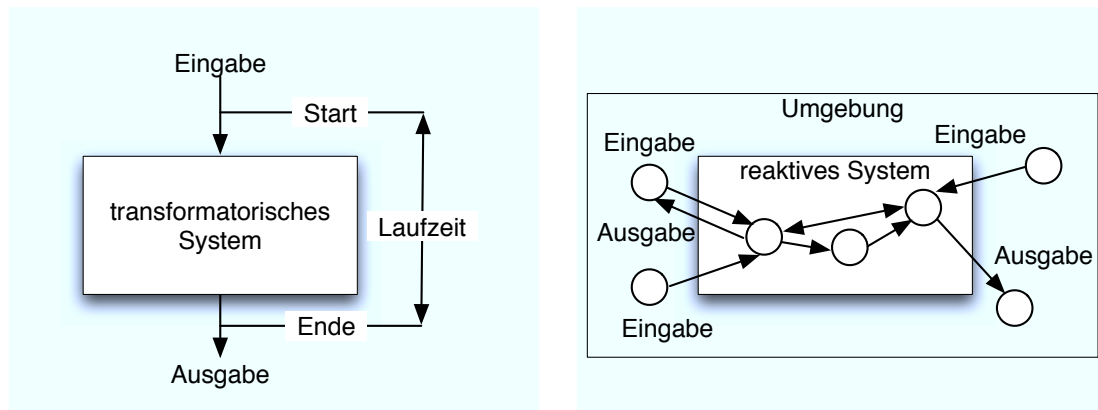 Eingabe
Start
transformatorisches
System
Laufzeit
Ende
Ausgabe
Umgebung
Eingabe
Eingabe
reaktives System
Ausgabe
Ausgabe
Eingabe